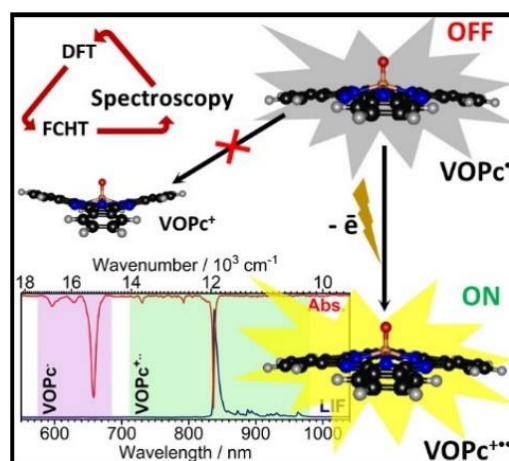 OFF
DFT
Spectroscopy
FCHT
VOPc•
VOPc⁺
- ē
Wavenumber / 10³ cm⁻¹
18 16 14 12 10
Abs.
ON
VOPc•
VOPc⁺••
LIF
600 700 800 900 1000
Wavelength / nm
VOPc⁺••